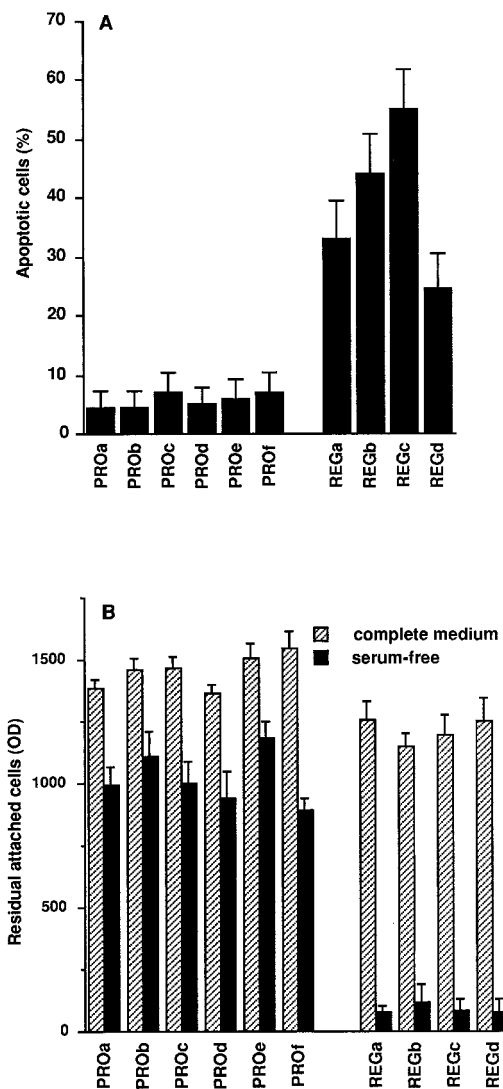 A
70
60
50
40
30
20
10
0
Apoptotic cells (%)
PROa
PROb
PROc
PROd
PROe
PROf
REGa
REGb
REGc
REGd
B
complete medium
serum-free
1500
1000
500
0
Residual attached cells (OD)
PROa
PROb
PROc
PROd
PROe
PROf
REGa
REGb
REGc
REGd